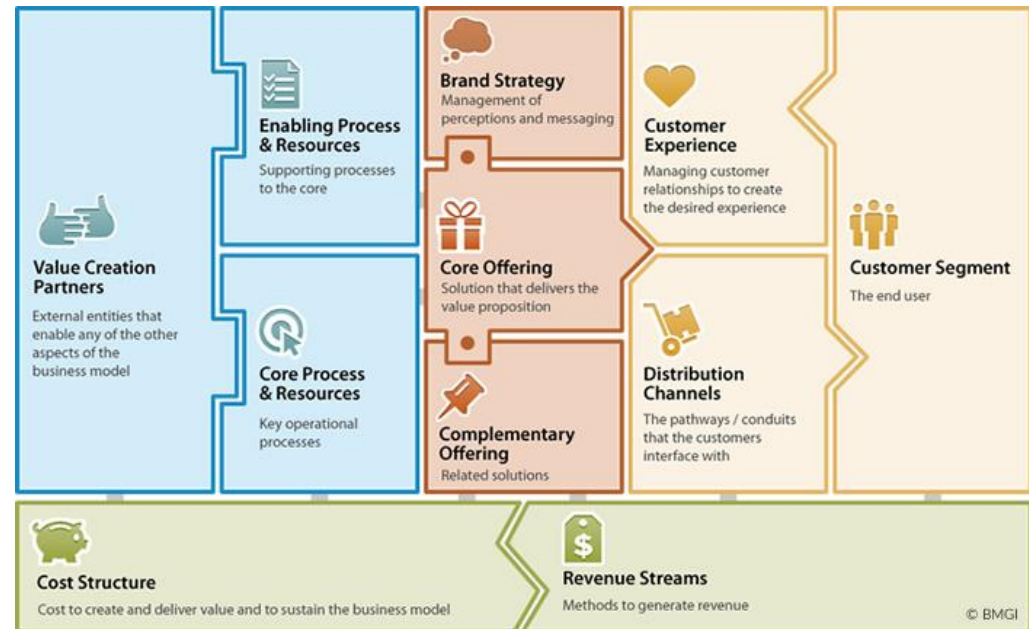 Value Creation
Partners
External entities that
enable any of the other
aspects of the
business model
Enabling Process
& Resources
Supporting processes
to the core
Core Process
& Resources
Key operational
processes
Brand Strategy
Management of
perceptions and messaging
Core Offering
Solution that delivers the
value proposition
Complementary
Offering
Related solutions
Customer
Experience
Managing customer
relationships to create
the desired experience
Distribution
Channels
The pathways / conduits
that the customers
interface with
Customer Segment
The end user
Cost Structure
Cost to create and deliver value and to sustain the business model
$
Revenue Streams
Methods to generate revenue
© BMGI